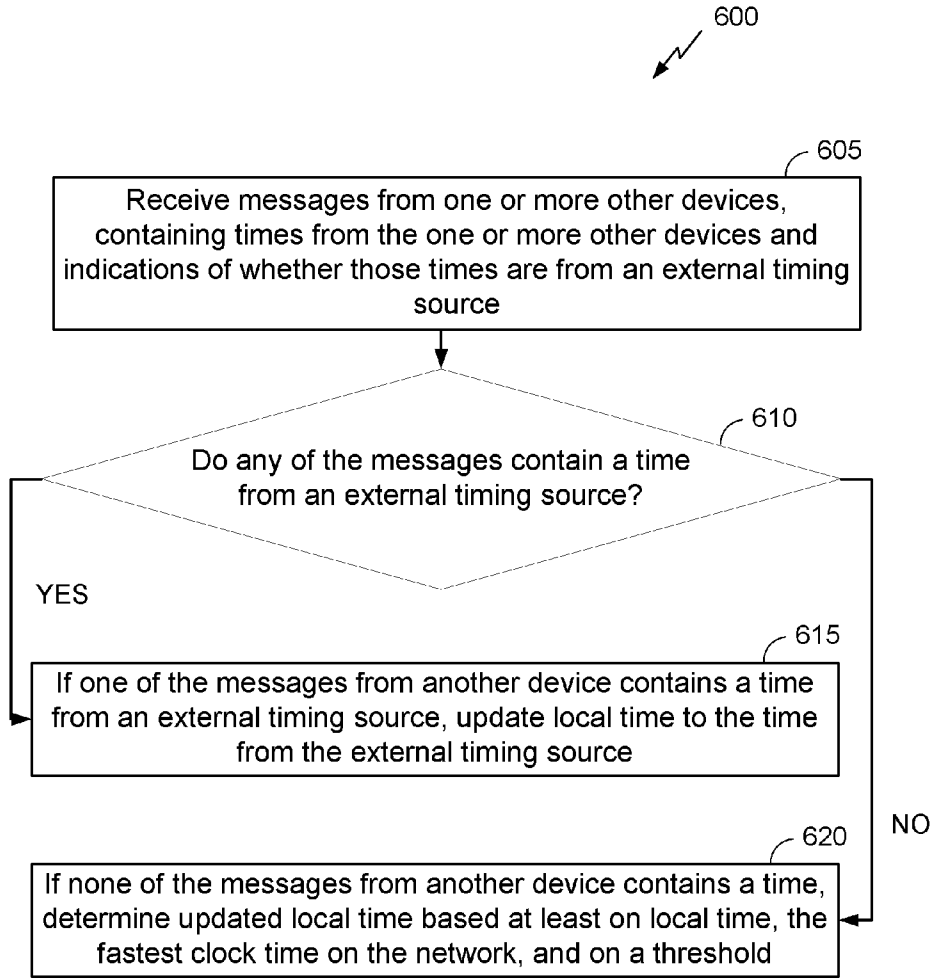 600
605
Receive messages from one or more other devices,
containing times from the one or more other devices and
indications of whether those times are from an external timing
source
610
Do any of the messages contain a time
from an external timing source?
YES
615
If one of the messages from another device contains a time
from an external timing source, update local time to the time
from the external timing source
NO
620
If none of the messages from another device contains a time,
determine updated local time based at least on local time, the
fastest clock time on the network, and on a threshold